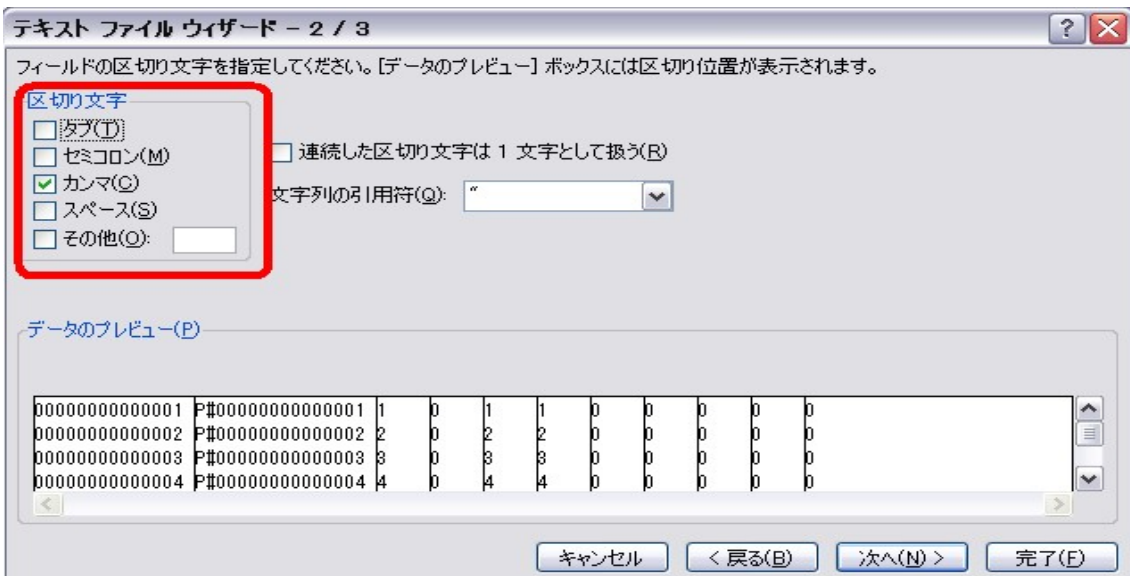 テキスト ファイル ウィザード - 2 / 3
フィールドの区切り文字を指定してください。[データのプレビュー] ボックスには区切り位置が表示されます。
区切り文字
タブ(T)
セミコロン(M)
カンマ(C)
スペース(S)
その他(O):
連続した区切り文字は 1 文字として扱う(R)
文字列の引用符(Q): "
データのプレビュー(P)
00000000000001 P#00000000000001 1 0 1 1 0 0 0 0 0
00000000000002 P#00000000000002 2 0 2 2 0 0 0 0 0
00000000000003 P#00000000000003 3 0 3 3 0 0 0 0 0
00000000000004 P#00000000000004 4 0 4 4 0 0 0 0 0
キャンセル < 戻る(B) 次へ(N) > 完了(F)